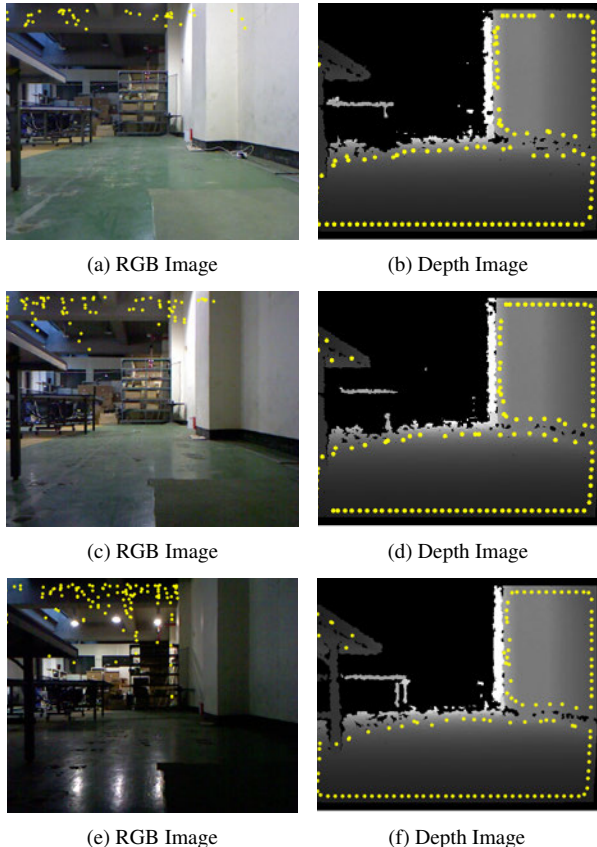 (a) RGB Image
(b) Depth Image
(c) RGB Image
(d) Depth Image
(e) RGB Image
(f) Depth Image